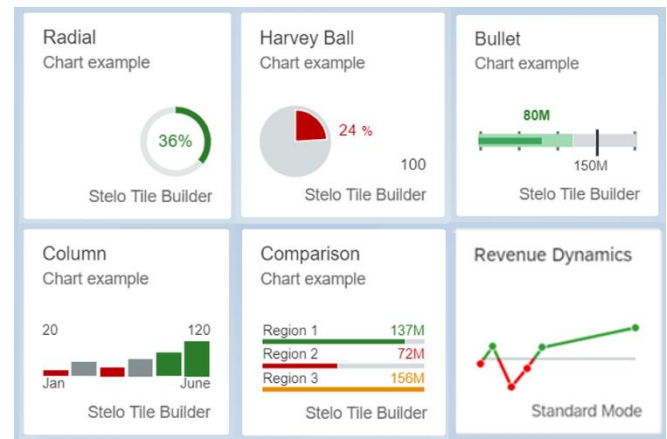 Radial
Chart example
36%
Stelo Tile Builder
Harvey Ball
Chart example
24 %
100
Stelo Tile Builder
Bullet
Chart example
80M
150M
Stelo Tile Builder
Column
Chart example
20 120
Jan June
Stelo Tile Builder
Comparison
Chart example
Region 1 137M
Region 2 72M
Region 3 156M
Stelo Tile Builder
Revenue Dynamics
Standard Mode